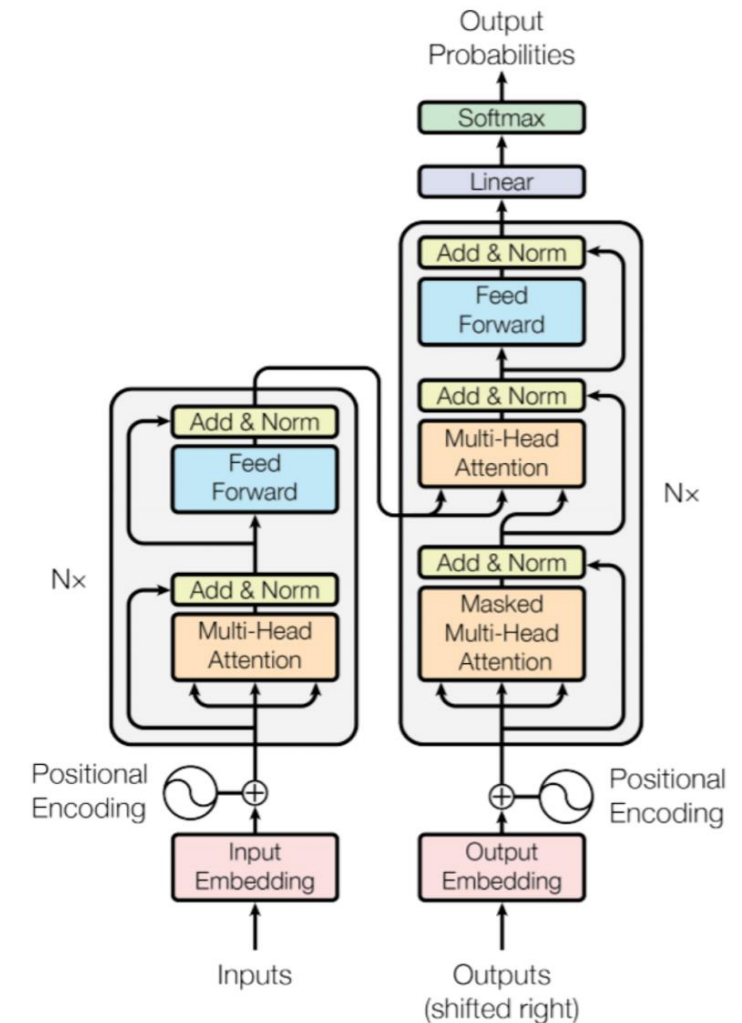 Output
Probabilities
Softmax
Linear
Add & Norm
Feed
Forward
Add & Norm
Multi-Head
Attention
Nx
Add & Norm
Masked
Multi-Head
Attention
Add & Norm
Feed
Forward
Nx
Add & Norm
Multi-Head
Attention
Positional
Encoding
Positional
Encoding
Input
Embedding
Output
Embedding
Inputs
Outputs
(shifted right)